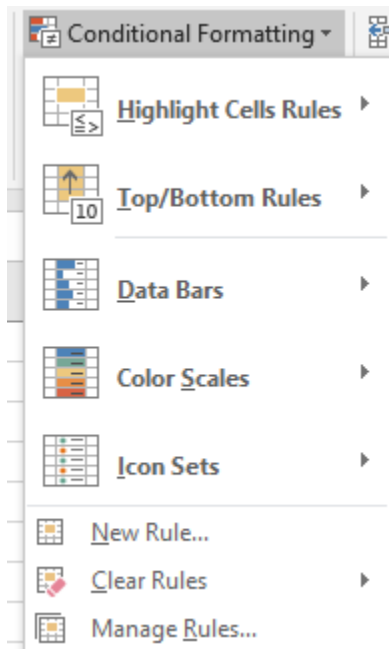 Conditional Formatting
Highlight Cells Rules
10
Top/Bottom Rules
Data Bars
Color Scales
Icon Sets
New Rule...
Clear Rules
Manage Rules...